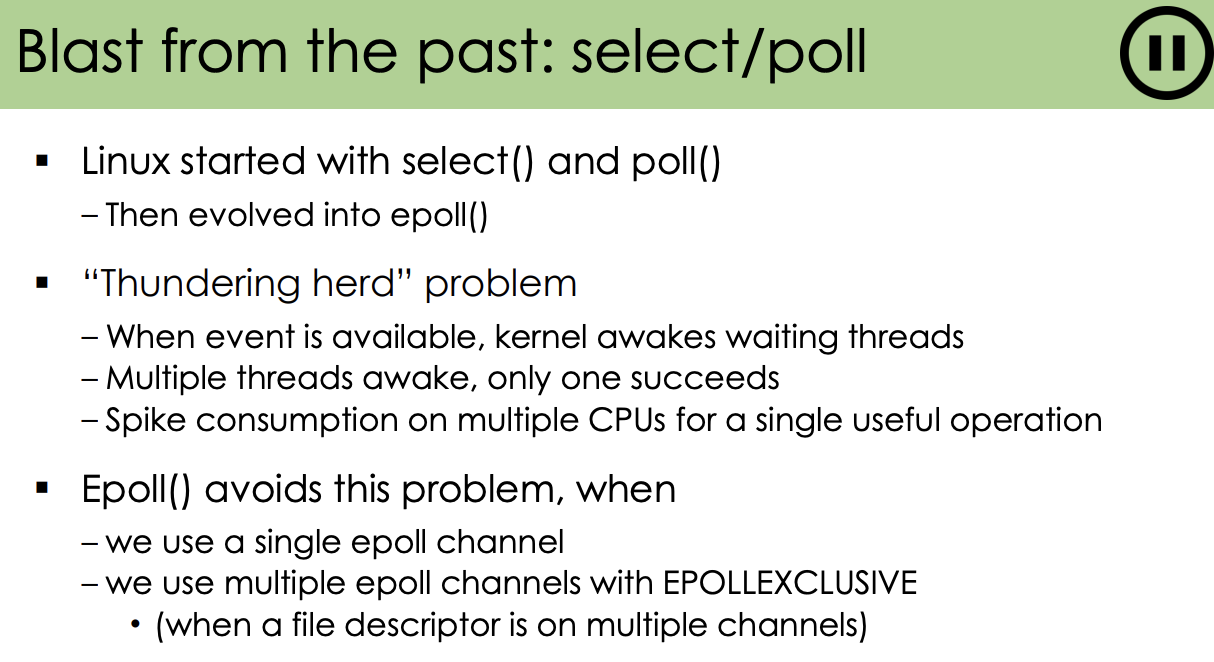 Blast from the past: select/poll
▪ Linux started with select() and poll()
– Then evolved into epoll()
▪ “Thundering herd” problem
– When event is available, kernel awakes waiting threads
– Multiple threads awake, only one succeeds
– Spike consumption on multiple CPUs for a single useful operation
▪ Epoll() avoids this problem, when
– we use a single epoll channel
– we use multiple epoll channels with EPOLLEXCLUSIVE
• (when a file descriptor is on multiple channels)